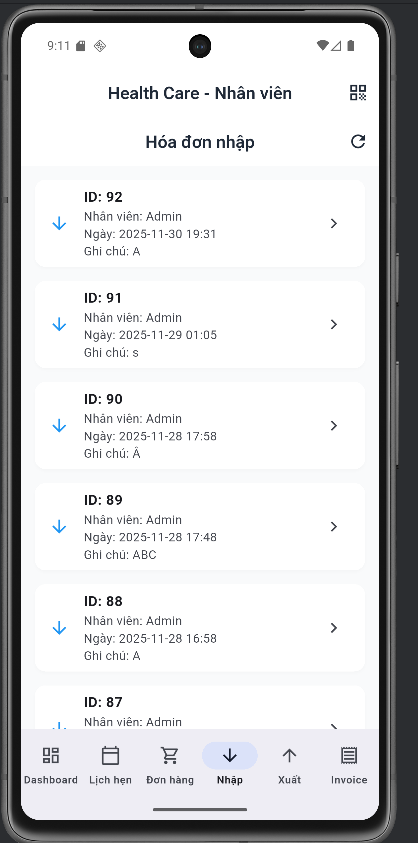 9:11
Health Care - Nhân viên
Hóa đơn nhập
ID: 92
Nhân viên: Admin
Ngày: 2025-11-30 19:31
Ghi chú: A
ID: 91
Nhân viên: Admin
Ngày: 2025-11-29 01:05
Ghi chú: s
ID: 90
Nhân viên: Admin
Ngày: 2025-11-28 17:58
Ghi chú: Â
ID: 89
Nhân viên: Admin
Ngày: 2025-11-28 17:48
Ghi chú: ABC
ID: 88
Nhân viên: Admin
Ngày: 2025-11-28 16:58
Ghi chú: A
ID: 87
Nhân viên: Admin
Dashboard Lịch hẹn Đơn hàng Nhập Xuất Invoice